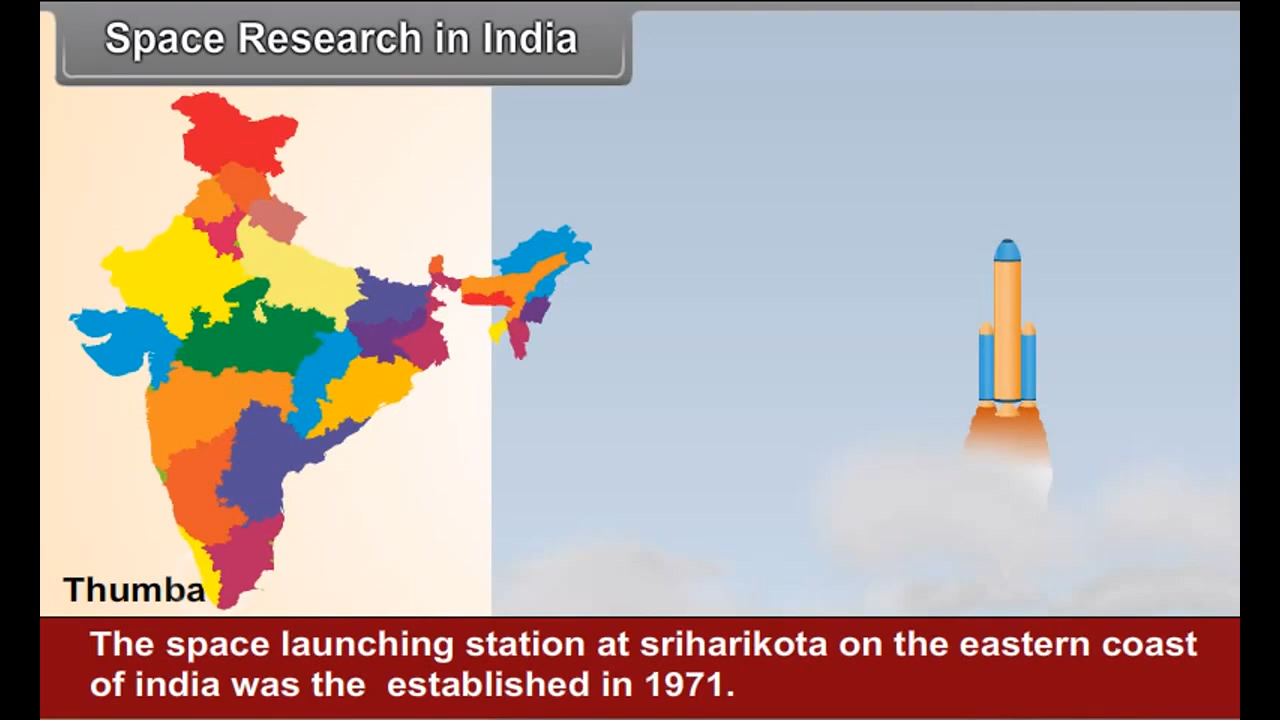 Space Research in India
Thumba
The space launching station at sriharikota on the eastern coast
of india was the  established in 1971.